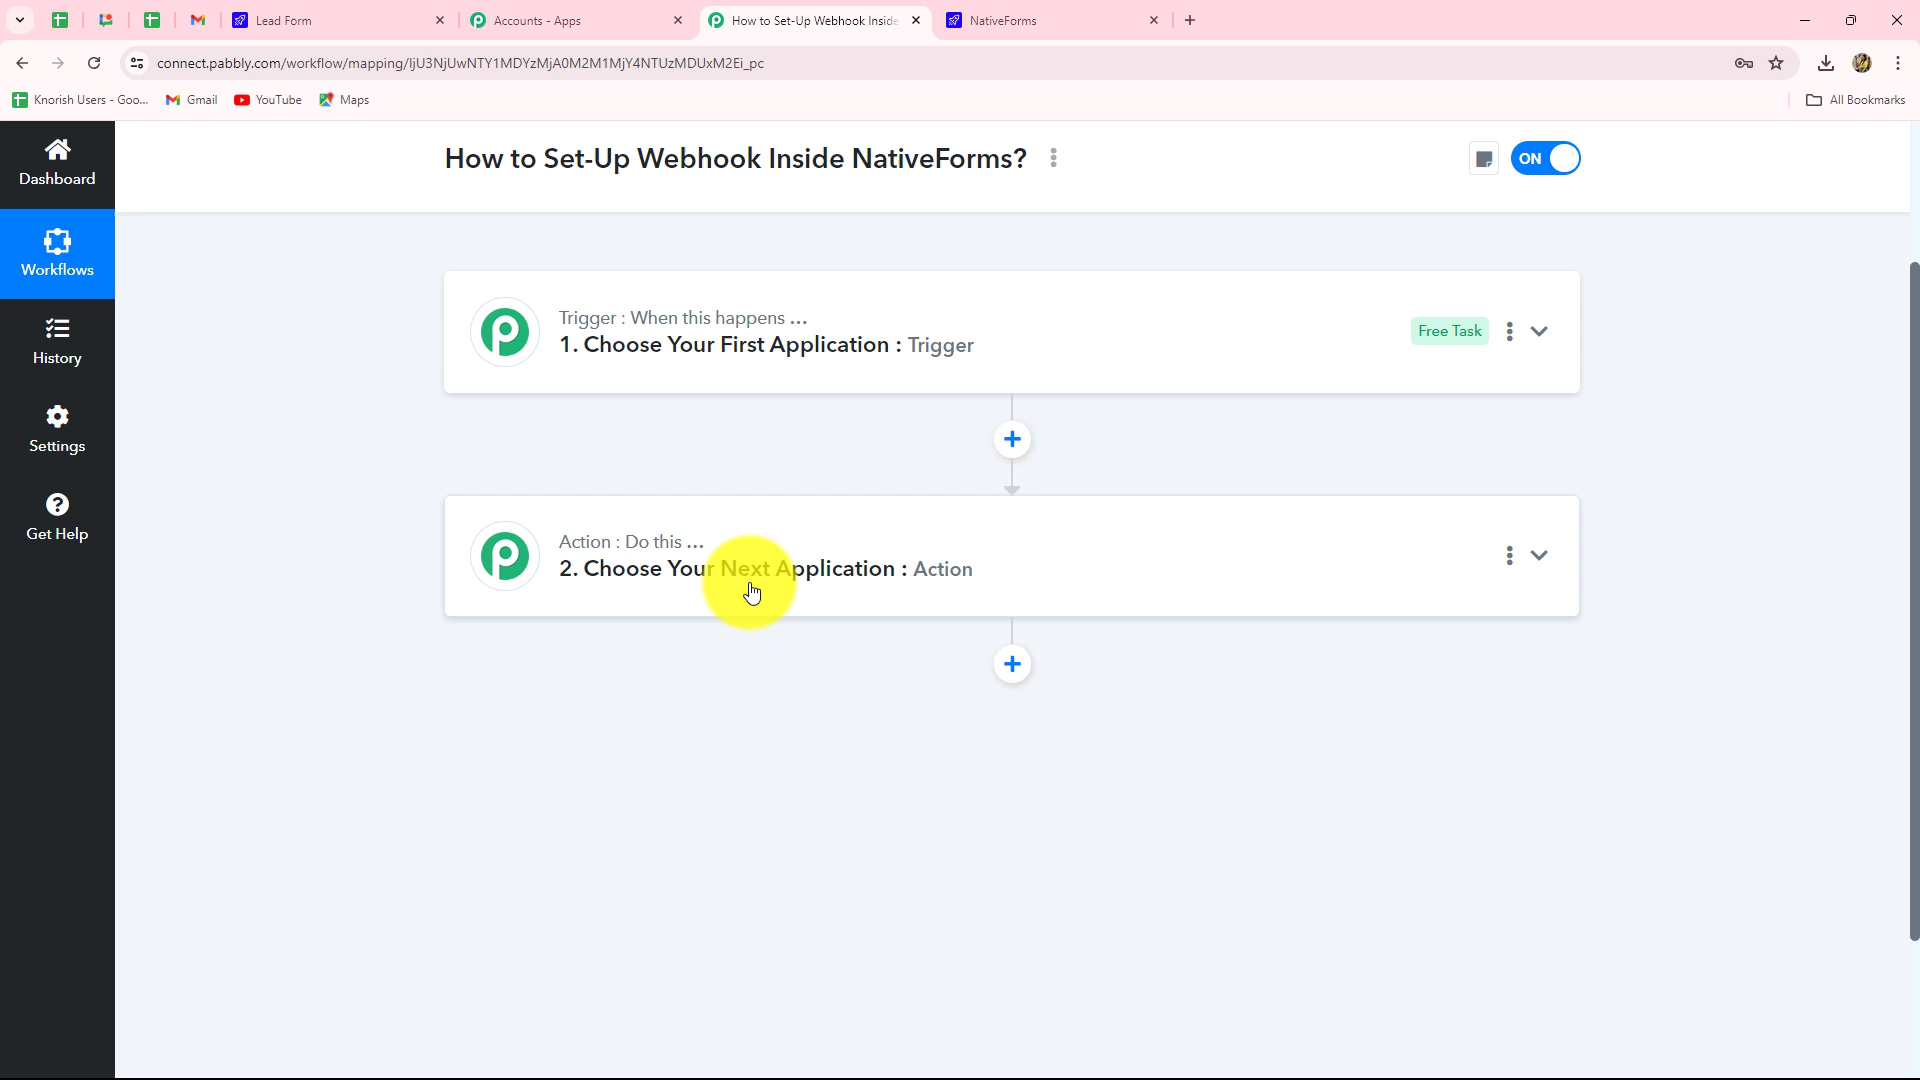 Lead Form
Accounts - Apps
How to Set-Up Webhook Inside
NativeForms
connect.pabbly.com/workflow/mapping/IjU3NjUwNTY1MDYzMjA0M2M1MjY4NTUzMDUxM2Ei_pc
Knorish Users - Goo...
Gmail
YouTube
Maps
All Bookmarks
Dashboard
Workflows
History
Settings
Get Help
How to Set-Up Webhook Inside NativeForms?
ON
Trigger : When this happens ...
1. Choose Your First Application : Trigger
Free Task
Action : Do this ...
2. Choose Your Next Application : Action